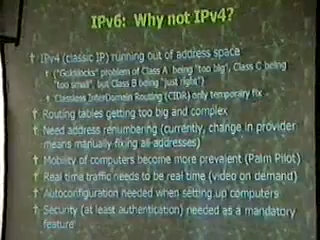 IPv6: Why not IPv4?
† IPv4 (classic IP) running out of address space
† ("Goldilocks" problem of Class A being "too big", Class C being
"too small", but Class B being "just right")
† Classless InterDomain Routing (CIDR) only temporary fix
† Routing tables getting too big and complex
† Need address renumbering (currently, change in provider
means manually fixing all addresses)
† Mobility of computers become more prevalent (Palm Pilot)
† Real time traffic needs to be real time (video on demand)
† Autoconfiguration needed when setting up computers
† Security (at least authentication) needed as a mandatory
feature